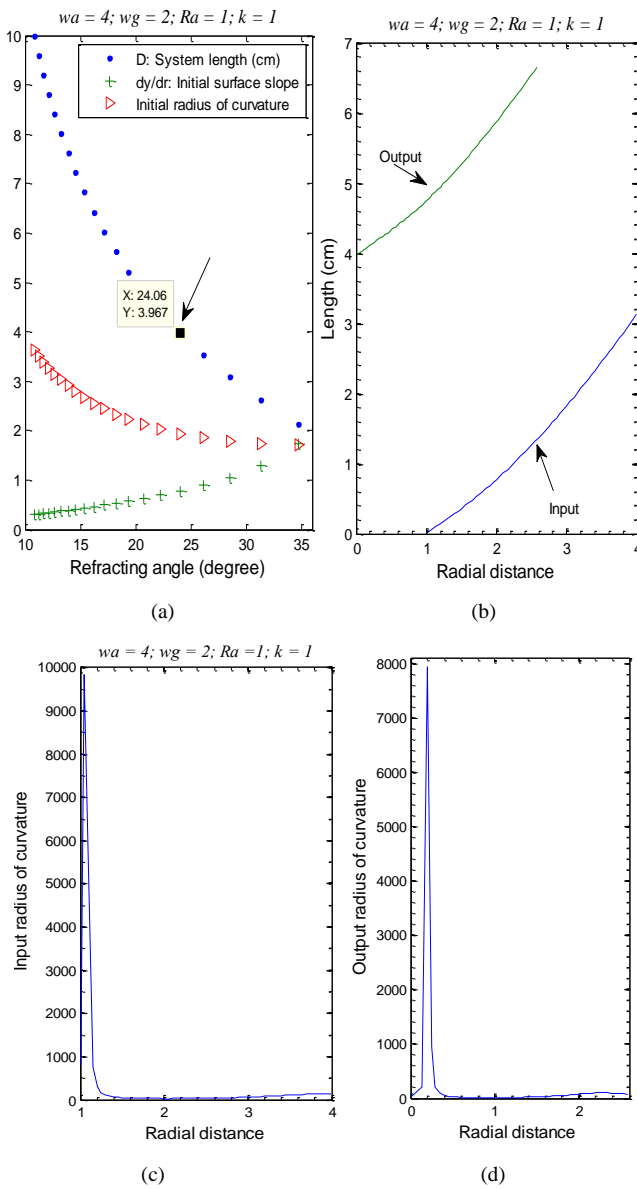 wa = 4; wg = 2; Ra = 1; k = 1
10
9
8
7
6
5
4
3
2
1
0
D: System length (cm)
dy/dr: Initial surface slope
Initial radius of curvature
X: 24.06
Y: 3.967
10 15 20 25 30 35
Refracting angle (degree)
(a)
wa = 4; wg = 2; Ra = 1; k = 1
7
6
5
4
3
2
1
0
Length (cm)
Output
Input
0 1 2 3 4
Radial distance
(b)
wa = 4; wg = 2; Ra =1; k = 1
10000
9000
8000
7000
6000
5000
4000
3000
2000
1000
0
Input radius of curvature
1 2 3 4
Radial distance
(c)
8000
7000
6000
5000
4000
3000
2000
1000
0
Output radius of curvature
0 1 2
Radial distance
(d)